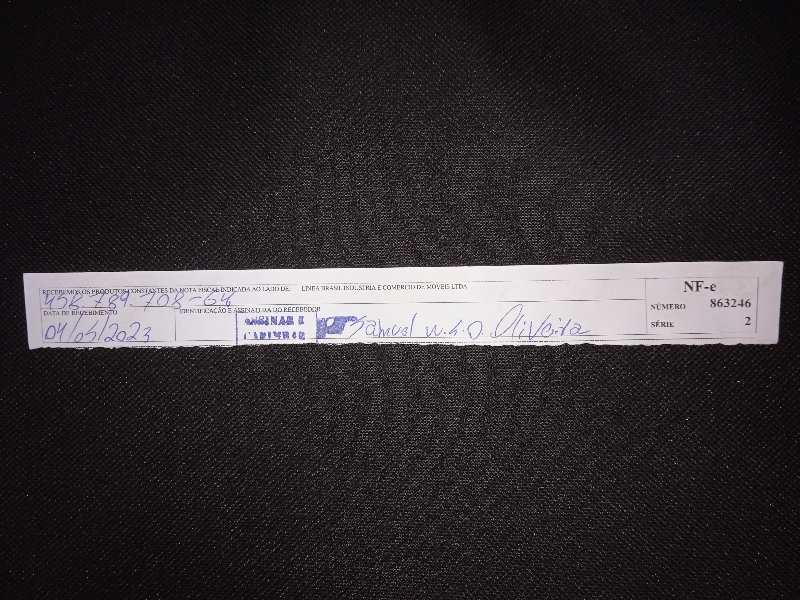 RECEBEMOS OS PRODUTOS CONSTANTES DA NOTA FISCAL INDICADA AO LADO DE: LINEA BRASIL INDUSTRIA E COMERCIO DE MOVEIS LTDA
458.789.708-64
DATA DE RECEBIMENTO
04/05/2023
IDENTIFICAÇÃO E ASSINATURA DO RECEBEDOR
ASSINAR E
CARIMBAR
Samuel W.S.O Oliveira
NF-e
NÚMERO 863246
SÉRIE 2